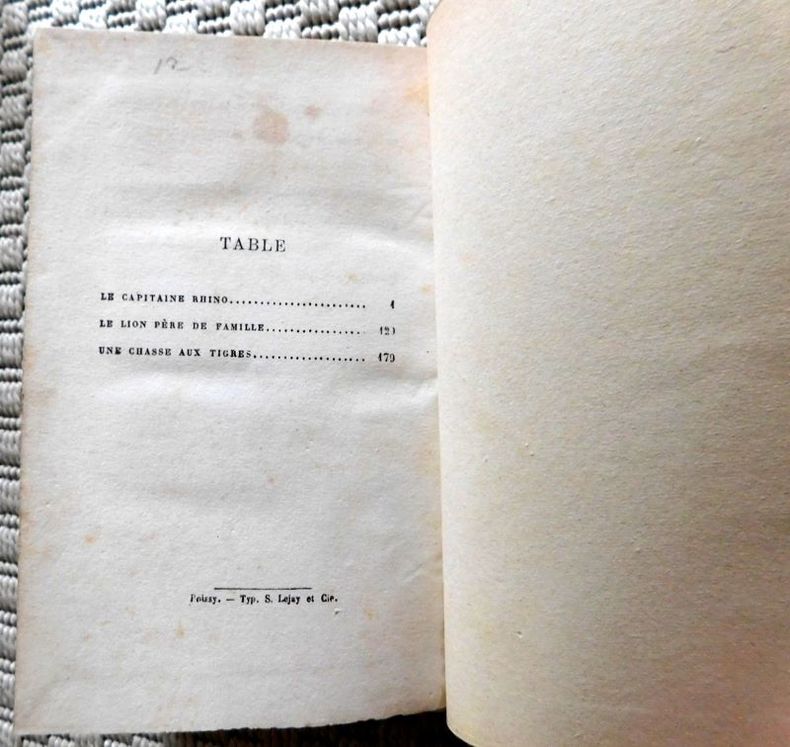 12
TABLE
LE CAPITAINE RHINO....................... 1
LE LION PÈRE DE FAMILLE................. 129
UNE CHASSE AUX TIGRES................... 179
Poissy. — Typ. S. Lejay et Cie.